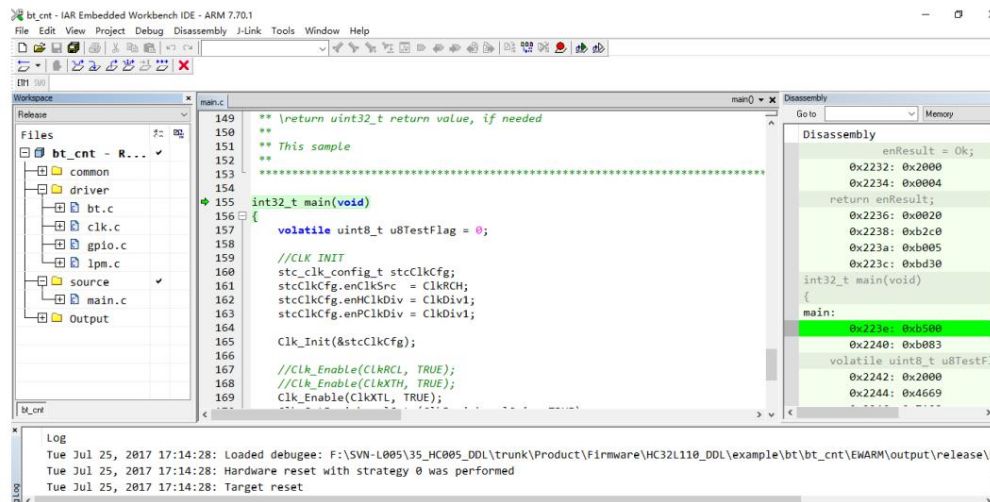 bt_cnt - IAR Embedded Workbench IDE - ARM 7.70.1
File Edit View Project Debug Disassembly J-Link Tools Window Help
ETM SWO
Workspace
Release
Files
bt_cnt - R...
common
driver
bt.c
clk.c
gpio.c
lpm.c
source
main.c
Output
bt_cnt
main.c
main()
149 ** \return uint32_t return value, if needed
150 **
151 ** This sample
152 **
153 ******************************************************************************
154
155 int32_t main(void)
156 {
157 volatile uint8_t u8TestFlag = 0;
158
159 //CLK INIT
160 stc_clk_config_t stcClkCfg;
161 stcClkCfg.enClkSrc = ClkRCH;
162 stcClkCfg.enHClkDiv = ClkDiv1;
163 stcClkCfg.enPClkDiv = ClkDiv1;
164
165 Clk_Init(&stcClkCfg);
166
167 //Clk_Enable(ClkRCL, TRUE);
168 //Clk_Enable(ClkXTH, TRUE);
169 Clk_Enable(ClkXTL, TRUE);
Disassembly
Go to Memory
Disassembly
enResult = Ok;
0x2232: 0x2000
0x2234: 0x0004
return enResult;
0x2236: 0x0020
0x2238: 0xb2c0
0x223a: 0xb005
0x223c: 0xbd30
int32_t main(void)
{
main:
0x223e: 0xb500
0x2240: 0xb083
volatile uint8_t u8TestF
0x2242: 0x2000
0x2244: 0x4669
Log
Tue Jul 25, 2017 17:14:28: Loaded debugee: F:\SVN-L005\35_HC005_DDL\trunk\Product\Firmware\HC32L110_DDL\example\bt\bt_cnt\EWARM\output\release\
Tue Jul 25, 2017 17:14:28: Hardware reset with strategy 0 was performed
Tue Jul 25, 2017 17:14:28: Target reset